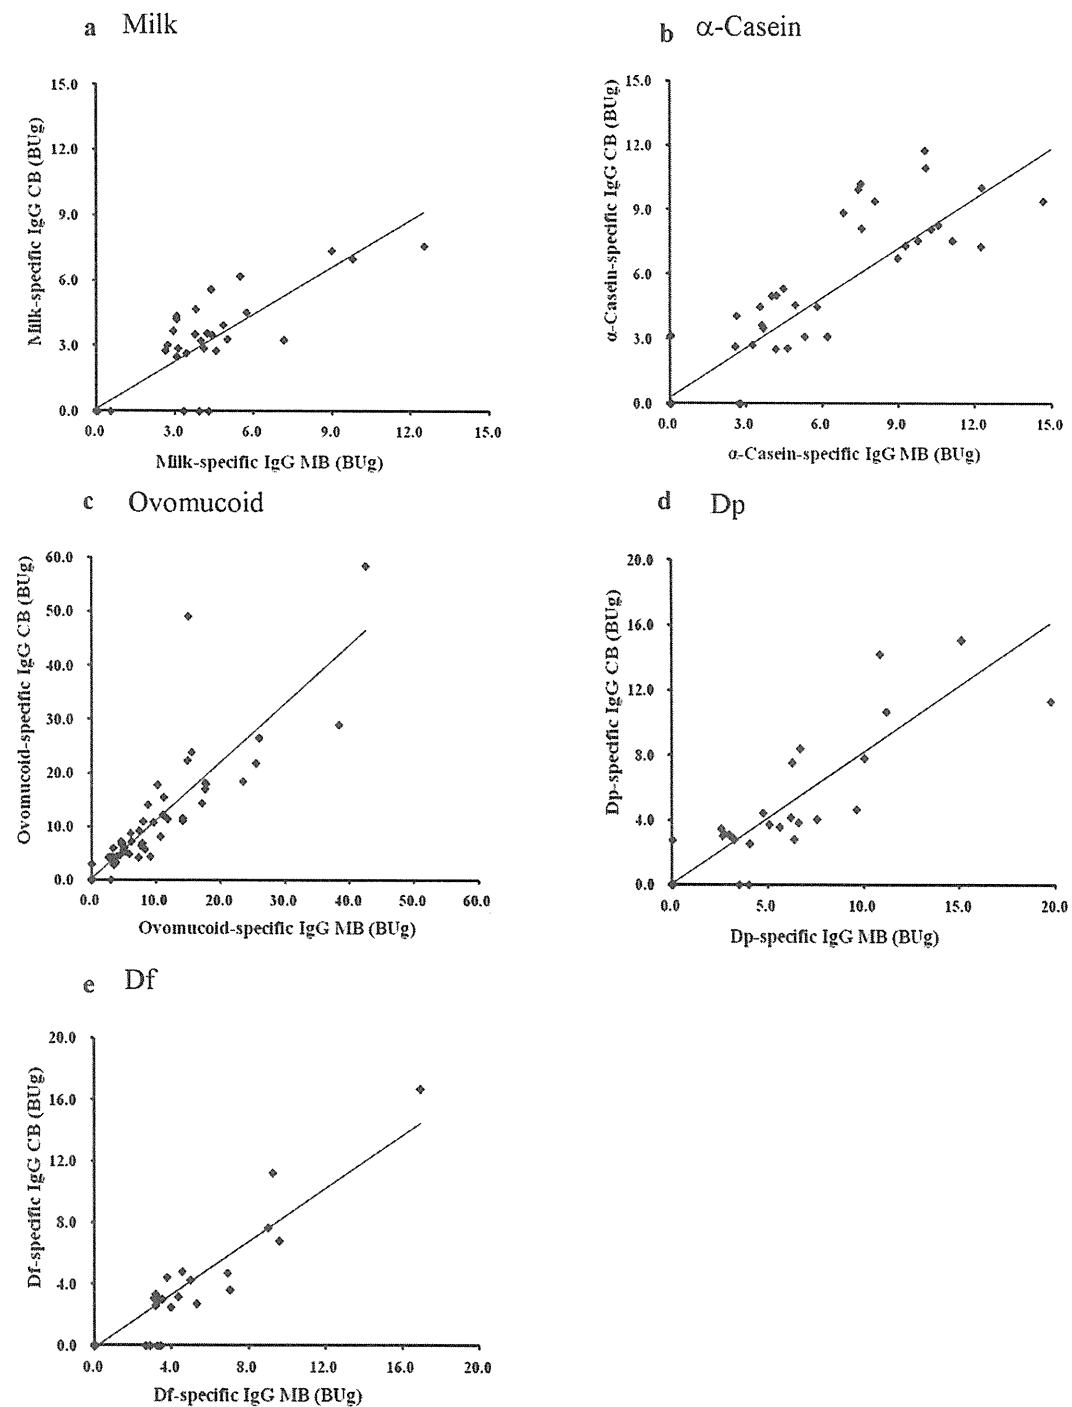 a Milk
15.0
12.0
9.0
6.0
3.0
0.0
Milk-specific IgG CB (BUg)
0.0 3.0 6.0 9.0 12.0 15.0
Milk-specific IgG MB (BUg)
b α-Casein
15.0
12.0
9.0
6.0
3.0
0.0
α-Casein-specific IgG CB (BUg)
0.0 3.0 6.0 9.0 12.0 15.0
α-Casein-specific IgG MB (BUg)
c Ovomucoid
60.0
50.0
40.0
30.0
20.0
10.0
0.0
Ovomucoid-specific IgG CB (BUg)
0.0 10.0 20.0 30.0 40.0 50.0 60.0
Ovomucoid-specific IgG MB (BUg)
d Dp
20.0
16.0
12.0
8.0
4.0
0.0
Dp-specific IgG CB (BUg)
0.0 5.0 10.0 15.0 20.0
Dp-specific IgG MB (BUg)
e Df
20.0
16.0
12.0
8.0
4.0
0.0
Df-specific IgG CB (BUg)
0.0 4.0 8.0 12.0 16.0 20.0
Df-specific IgG MB (BUg)